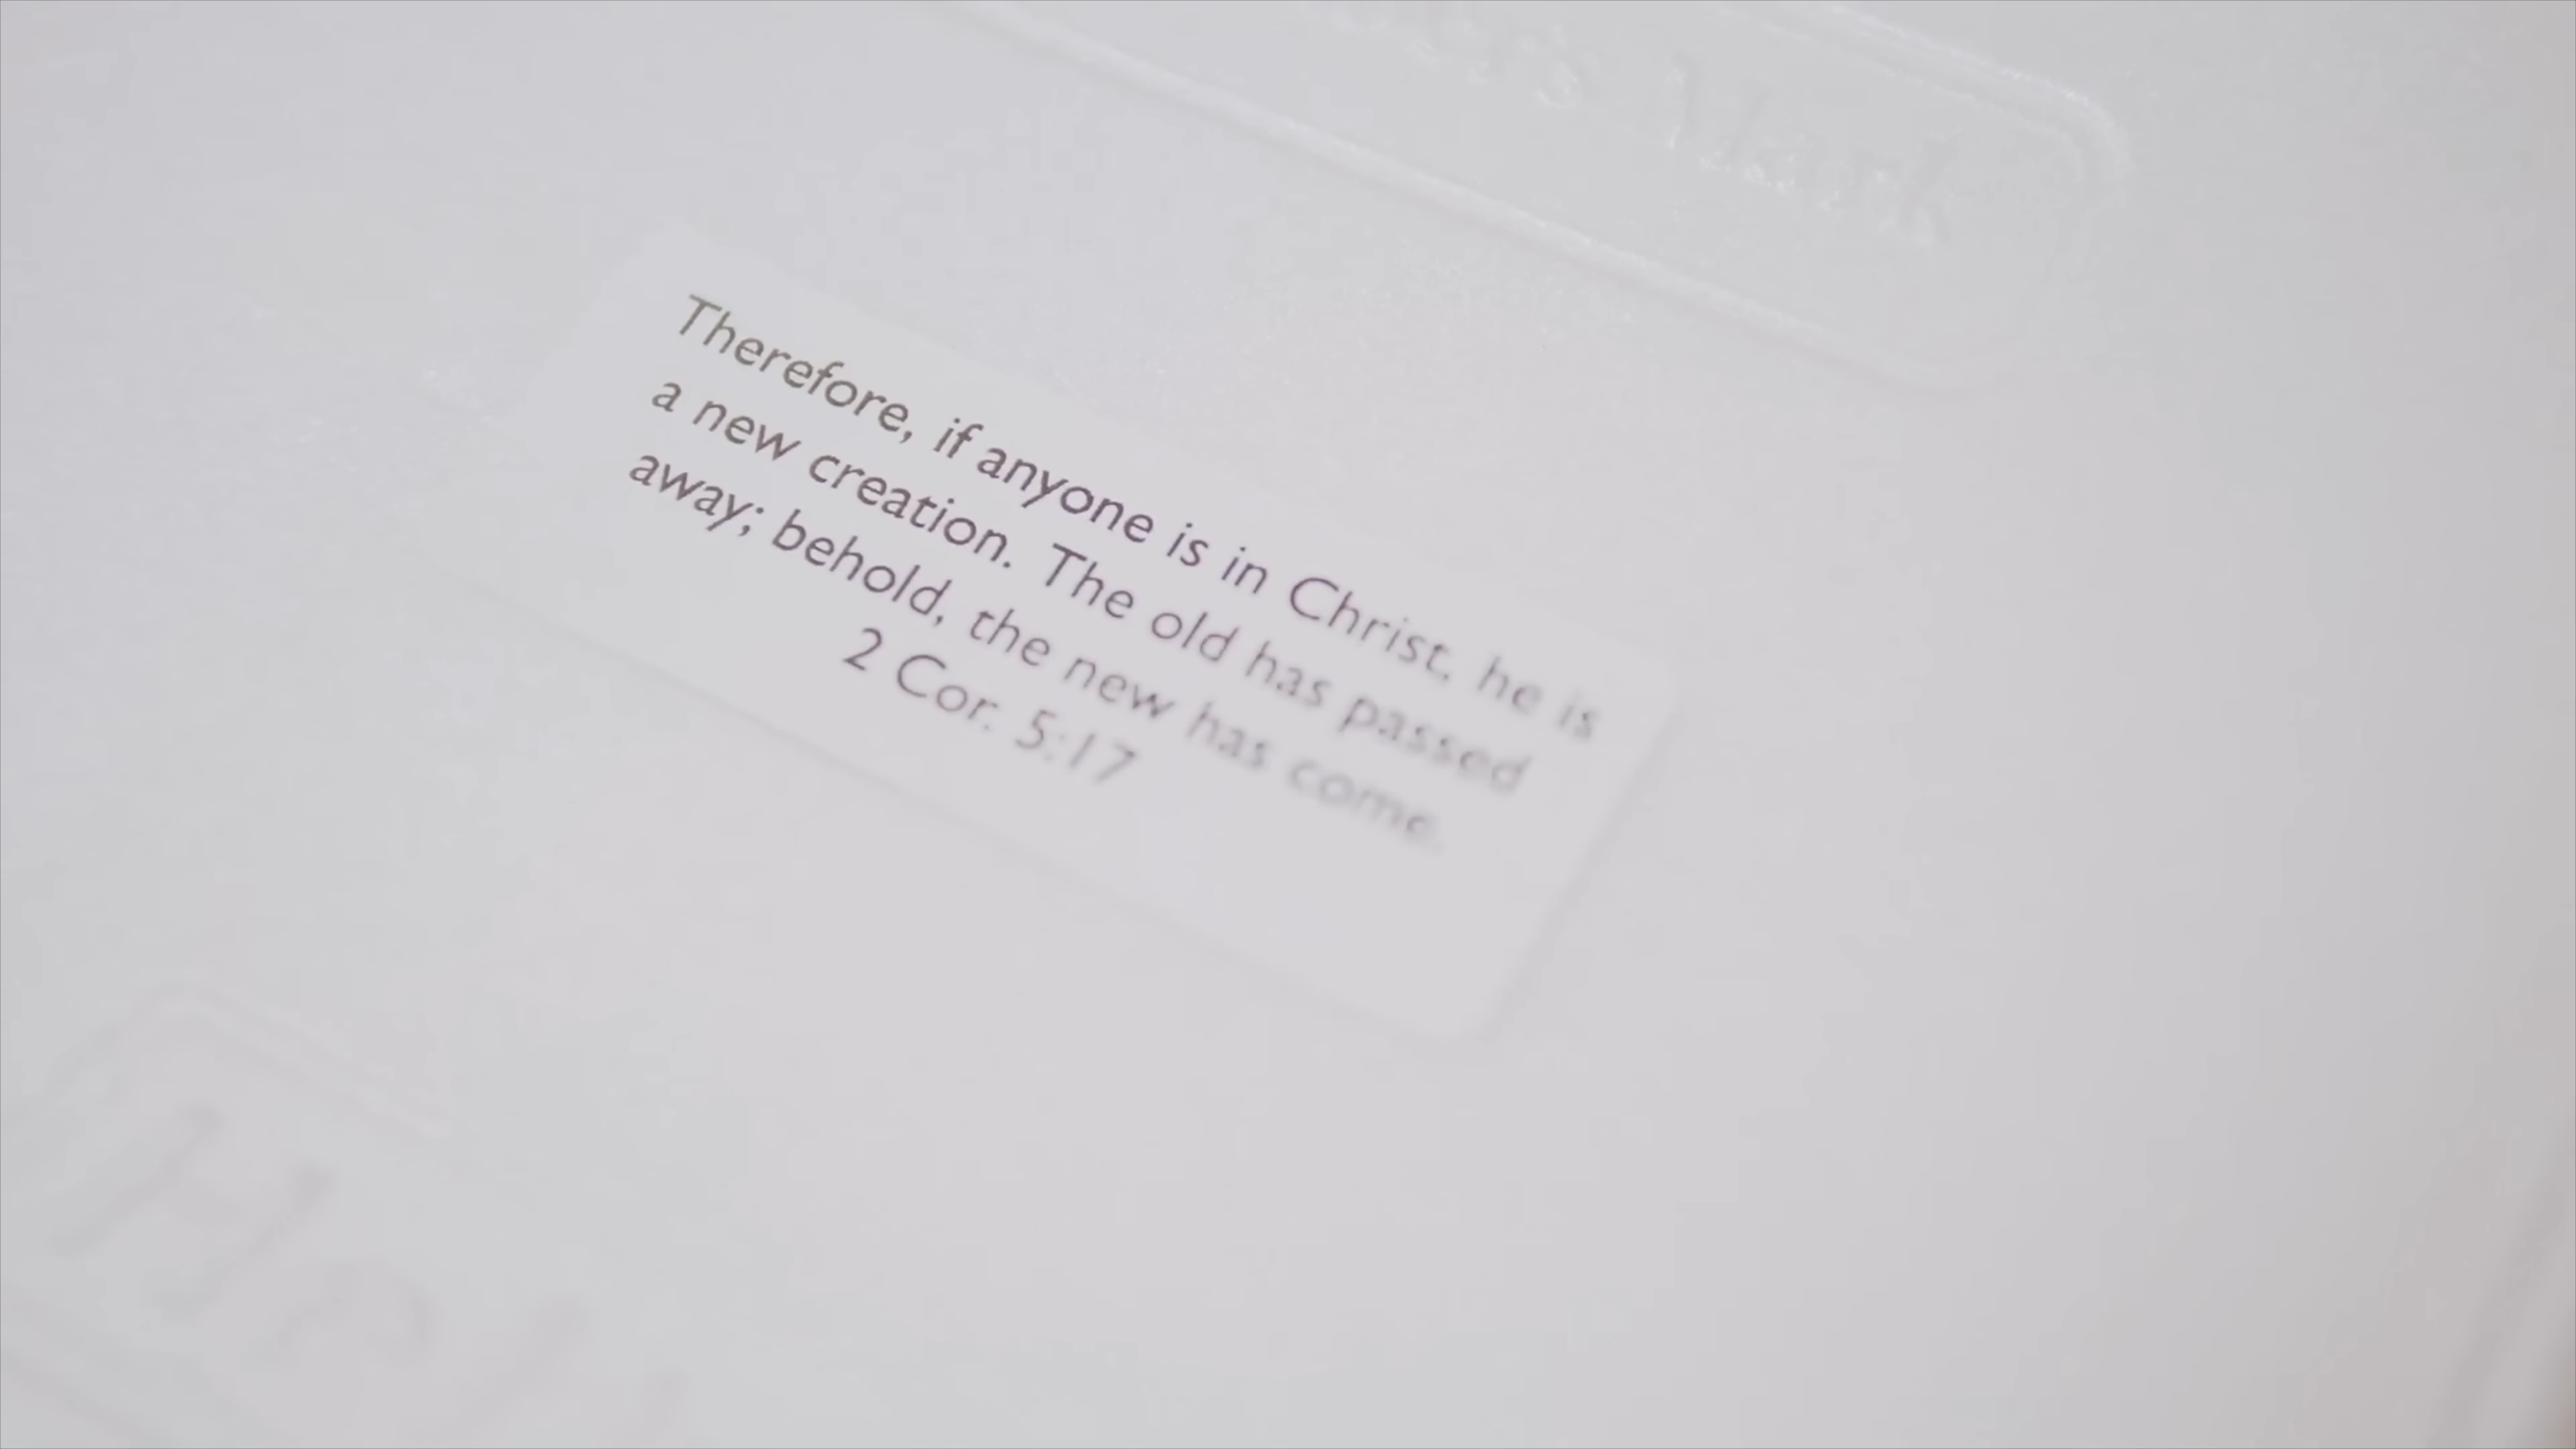 Mark
Therefore, if anyone is in Christ, he is
a new creation. The old has passed
away; behold, the new has come.
2 Cor. 5:17